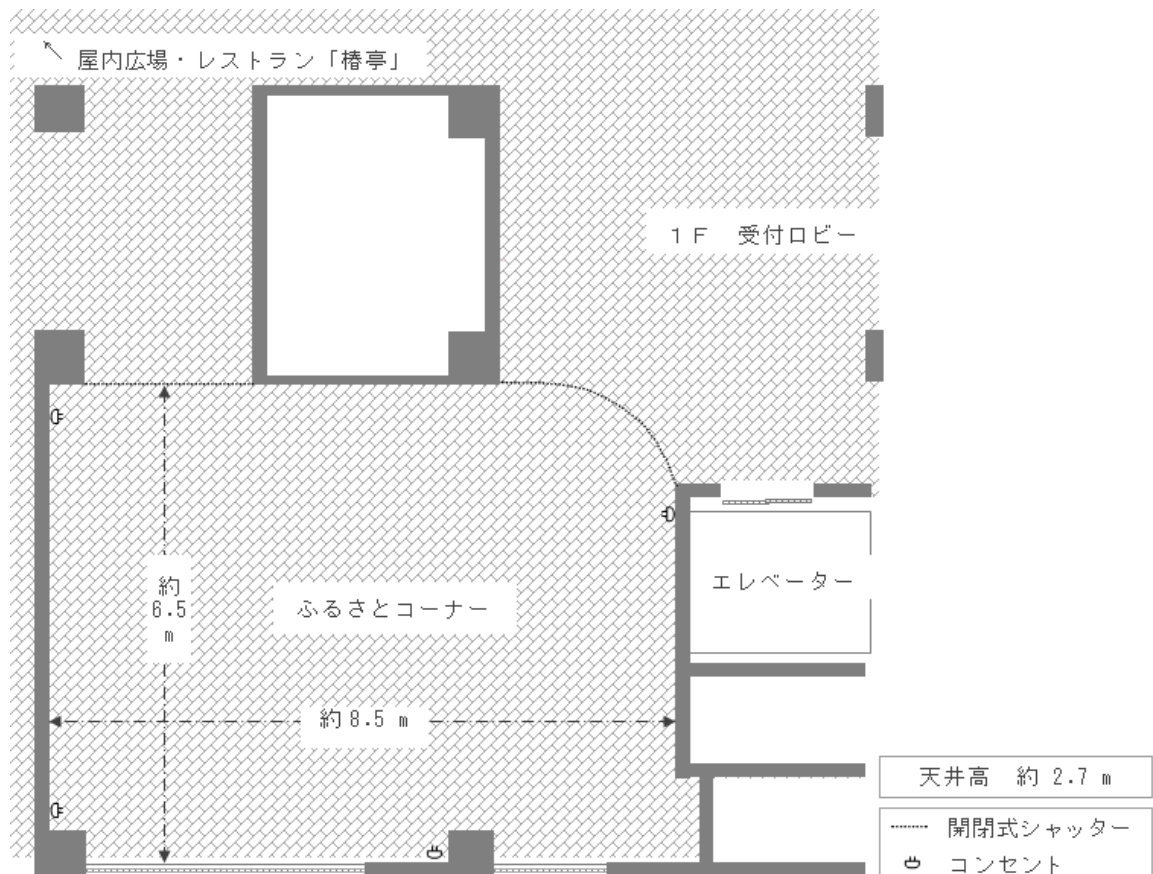 屋内広場・レストラン「椿亭」
１Ｆ　受付ロビー
エレベーター
約
6.5
m
ふるさとコーナー
約8.5 m
天井高　約 2.7 m
開閉式シャッター
コンセント